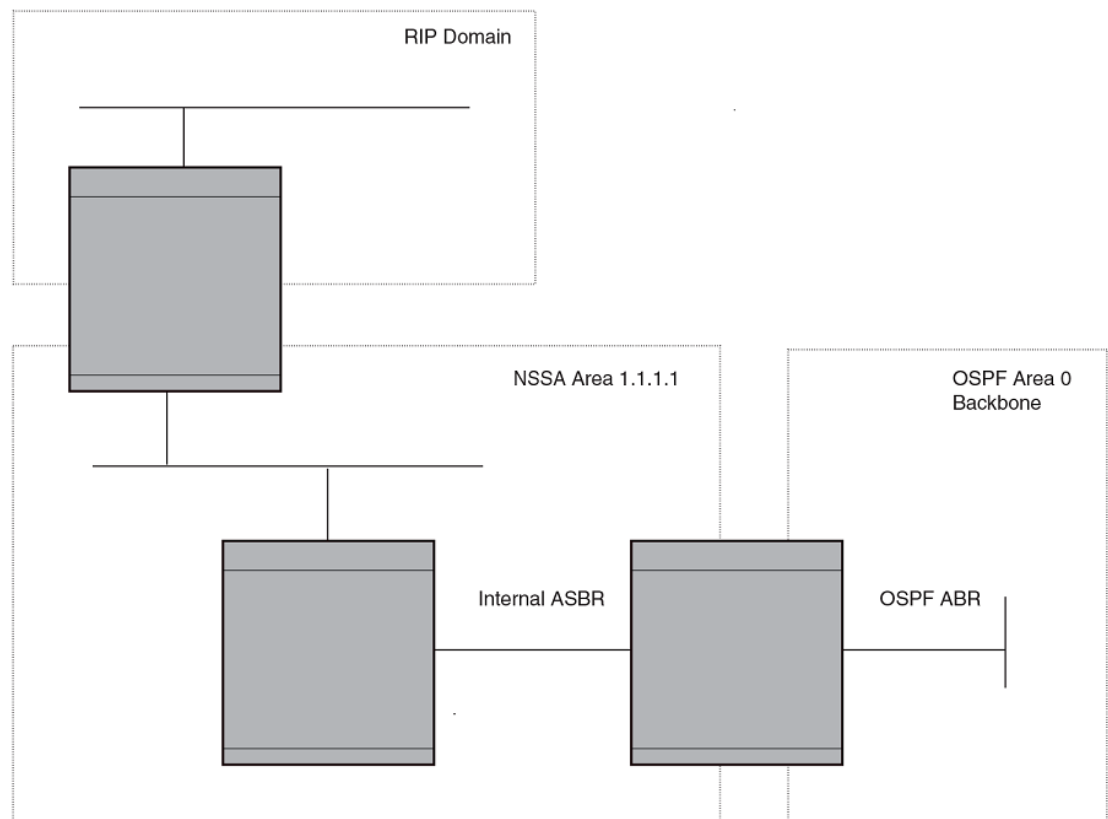 RIP Domain
NSSA Area 1.1.1.1
OSPF Area 0
Backbone
Internal ASBR
OSPF ABR